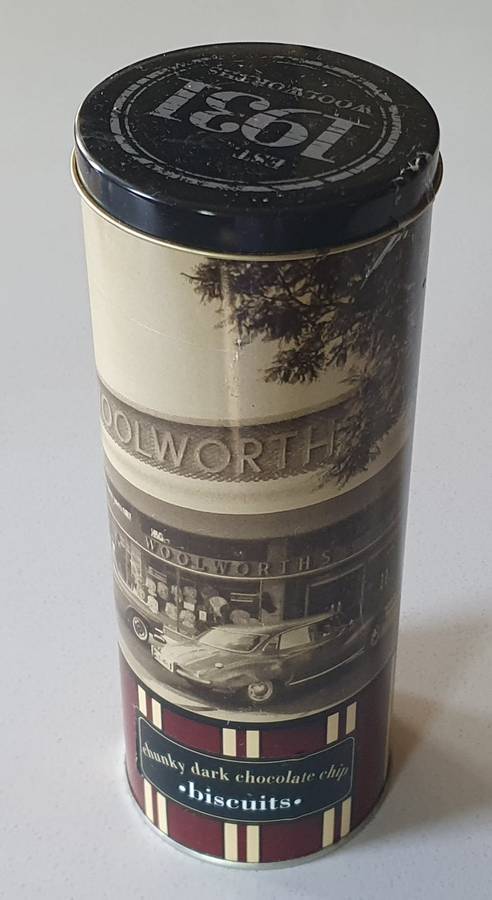 EST.
1931
WOOLWORTHS
OOLWORTH
WOOLWORTHS
chunky dark chocolate chip
•biscuits•